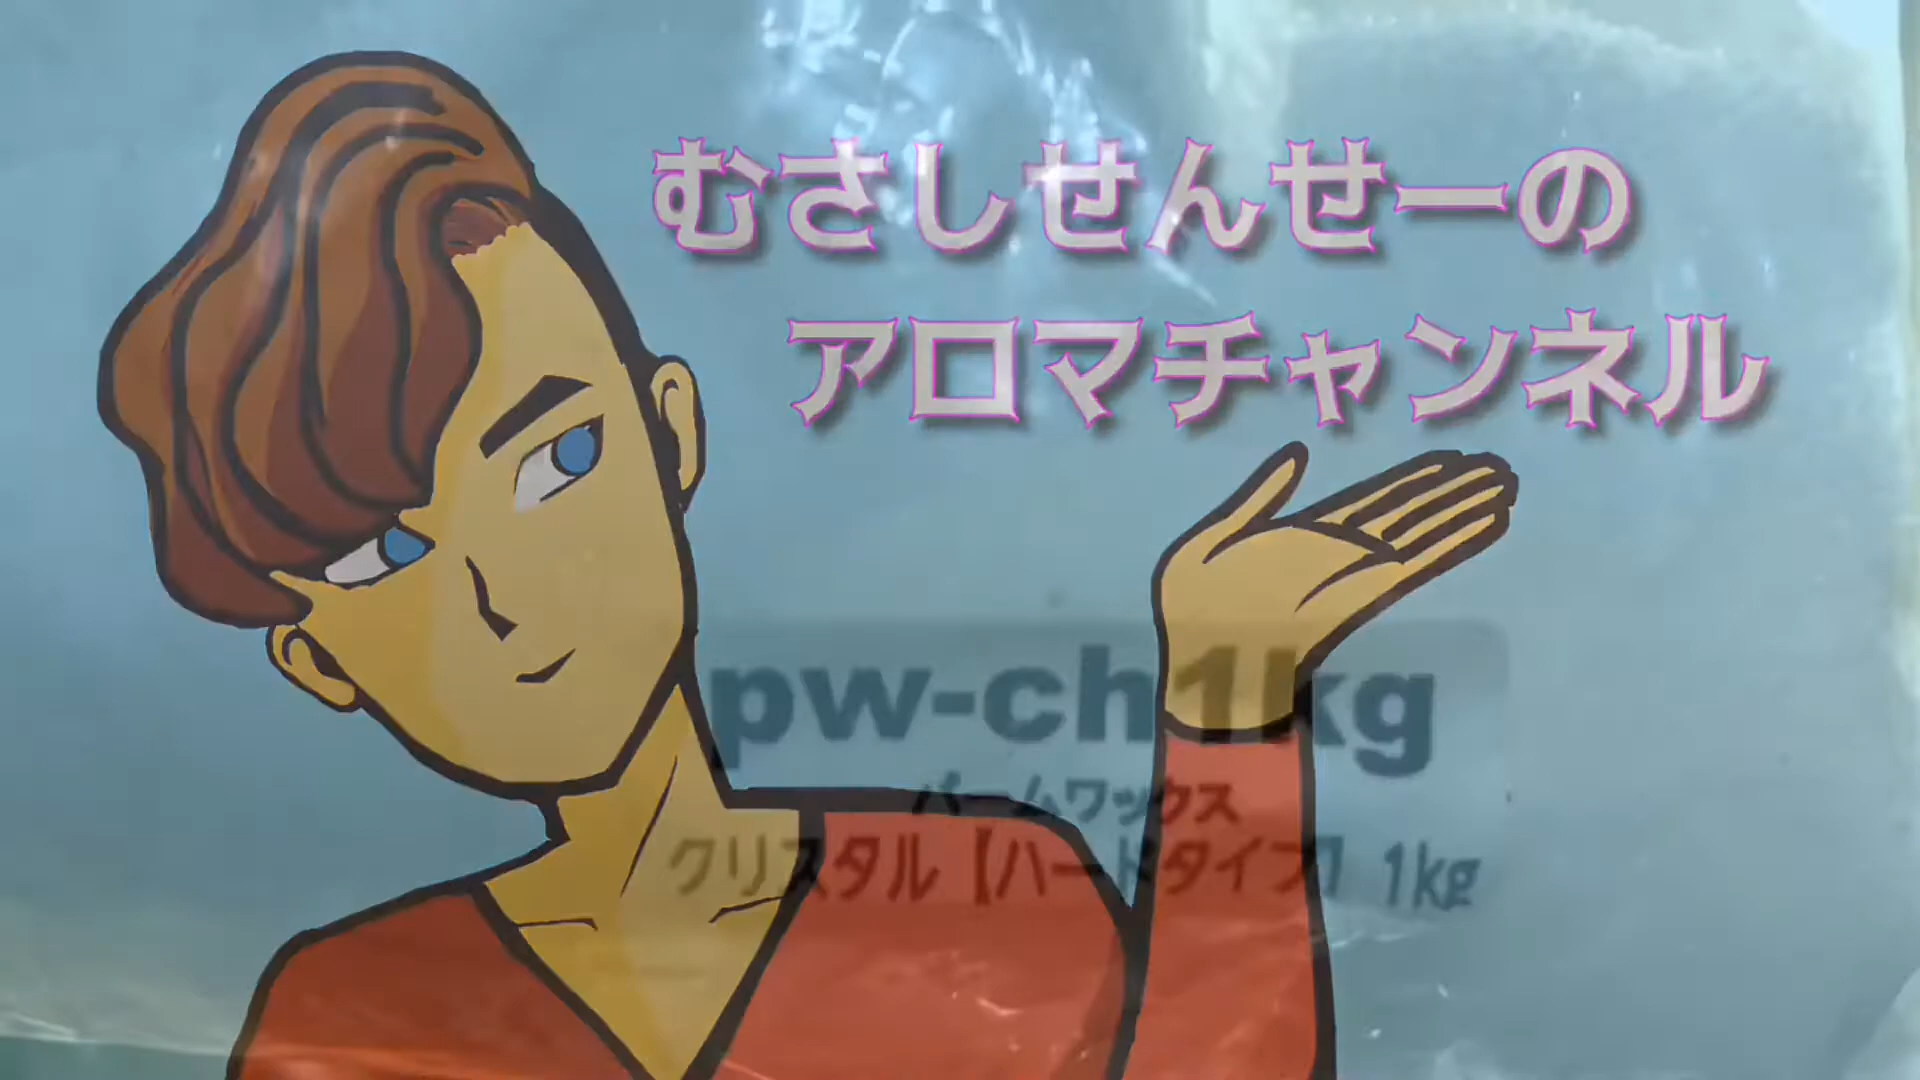 むさしせんせーの
アロマチャンネル
pw-ch1kg
パームワックス
クリスタル【ハードタイプ】1kg